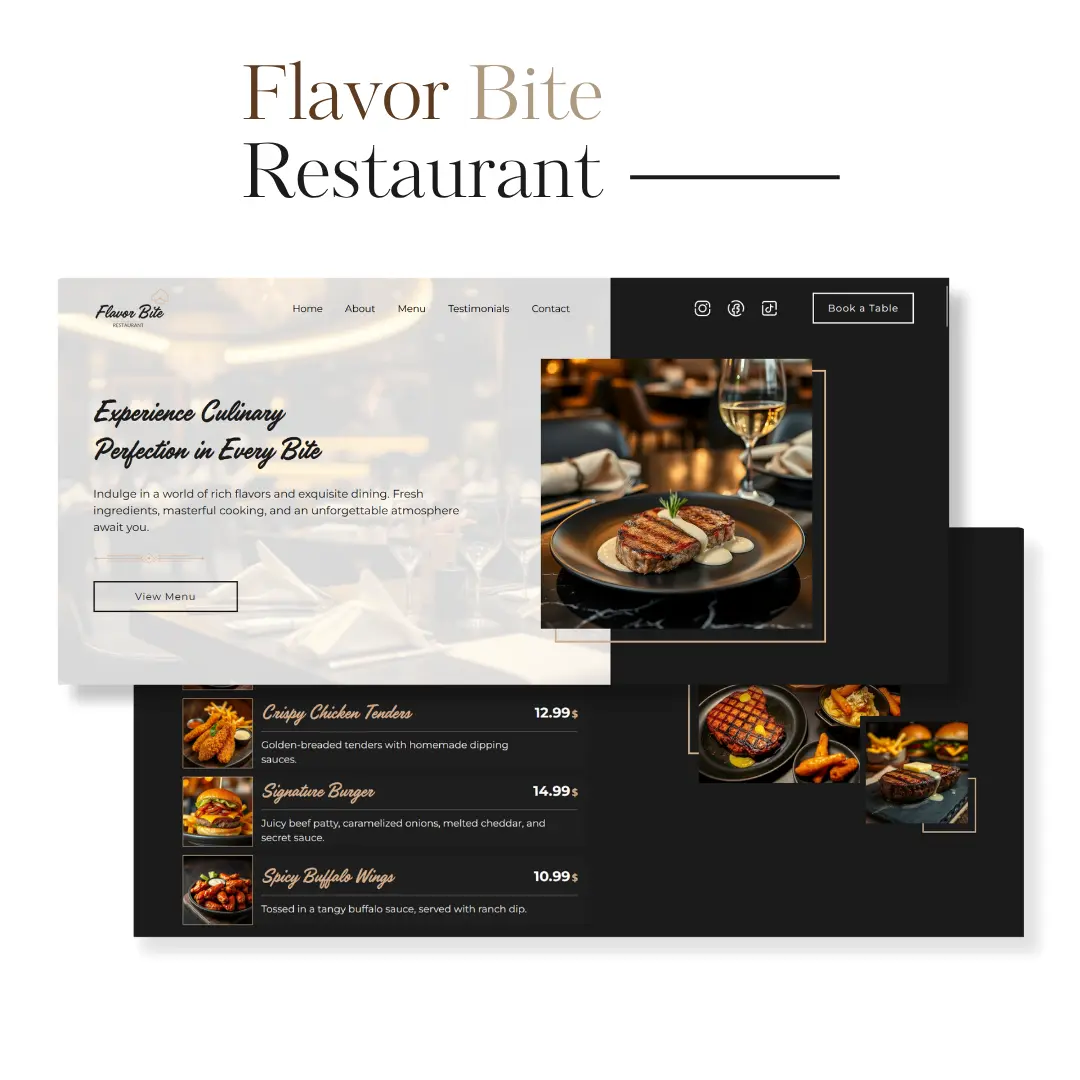 Flavor Bite
Restaurant
Flavor Bite
RESTAURANT
Home
About
Menu
Testimonials
Contact
Book a Table
Experience Culinary
Perfection in Every Bite
Indulge in a world of rich flavors and exquisite dining. Fresh
ingredients, masterful cooking, and an unforgettable atmosphere
await you.
View Menu
Crispy Chicken Tenders
12.99$
Golden-breaded tenders with homemade dipping
sauces.
Signature Burger
14.99$
Juicy beef patty, caramelized onions, melted cheddar, and
secret sauce.
Spicy Buffalo Wings
10.99$
Tossed in a tangy buffalo sauce, served with ranch dip.